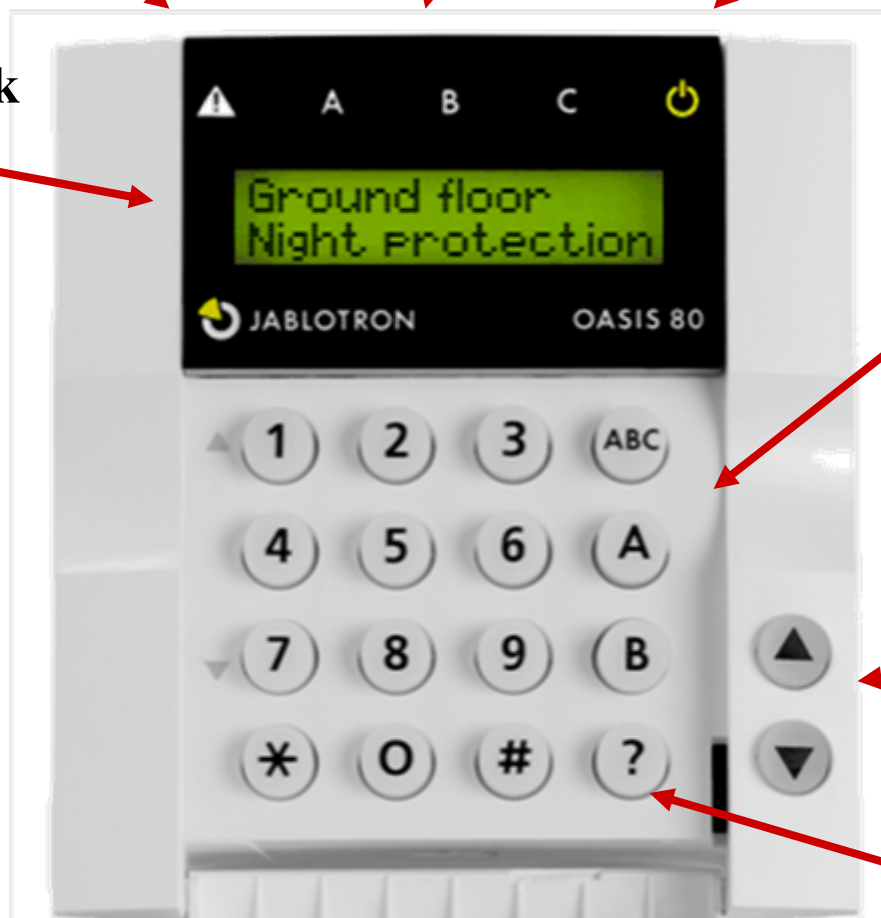 k
A B C
Ground floor
Night protection
JABLOTRON OASIS 80
1 2 3 ABC
4 5 6 A
7 8 9 B
* 0 # ?